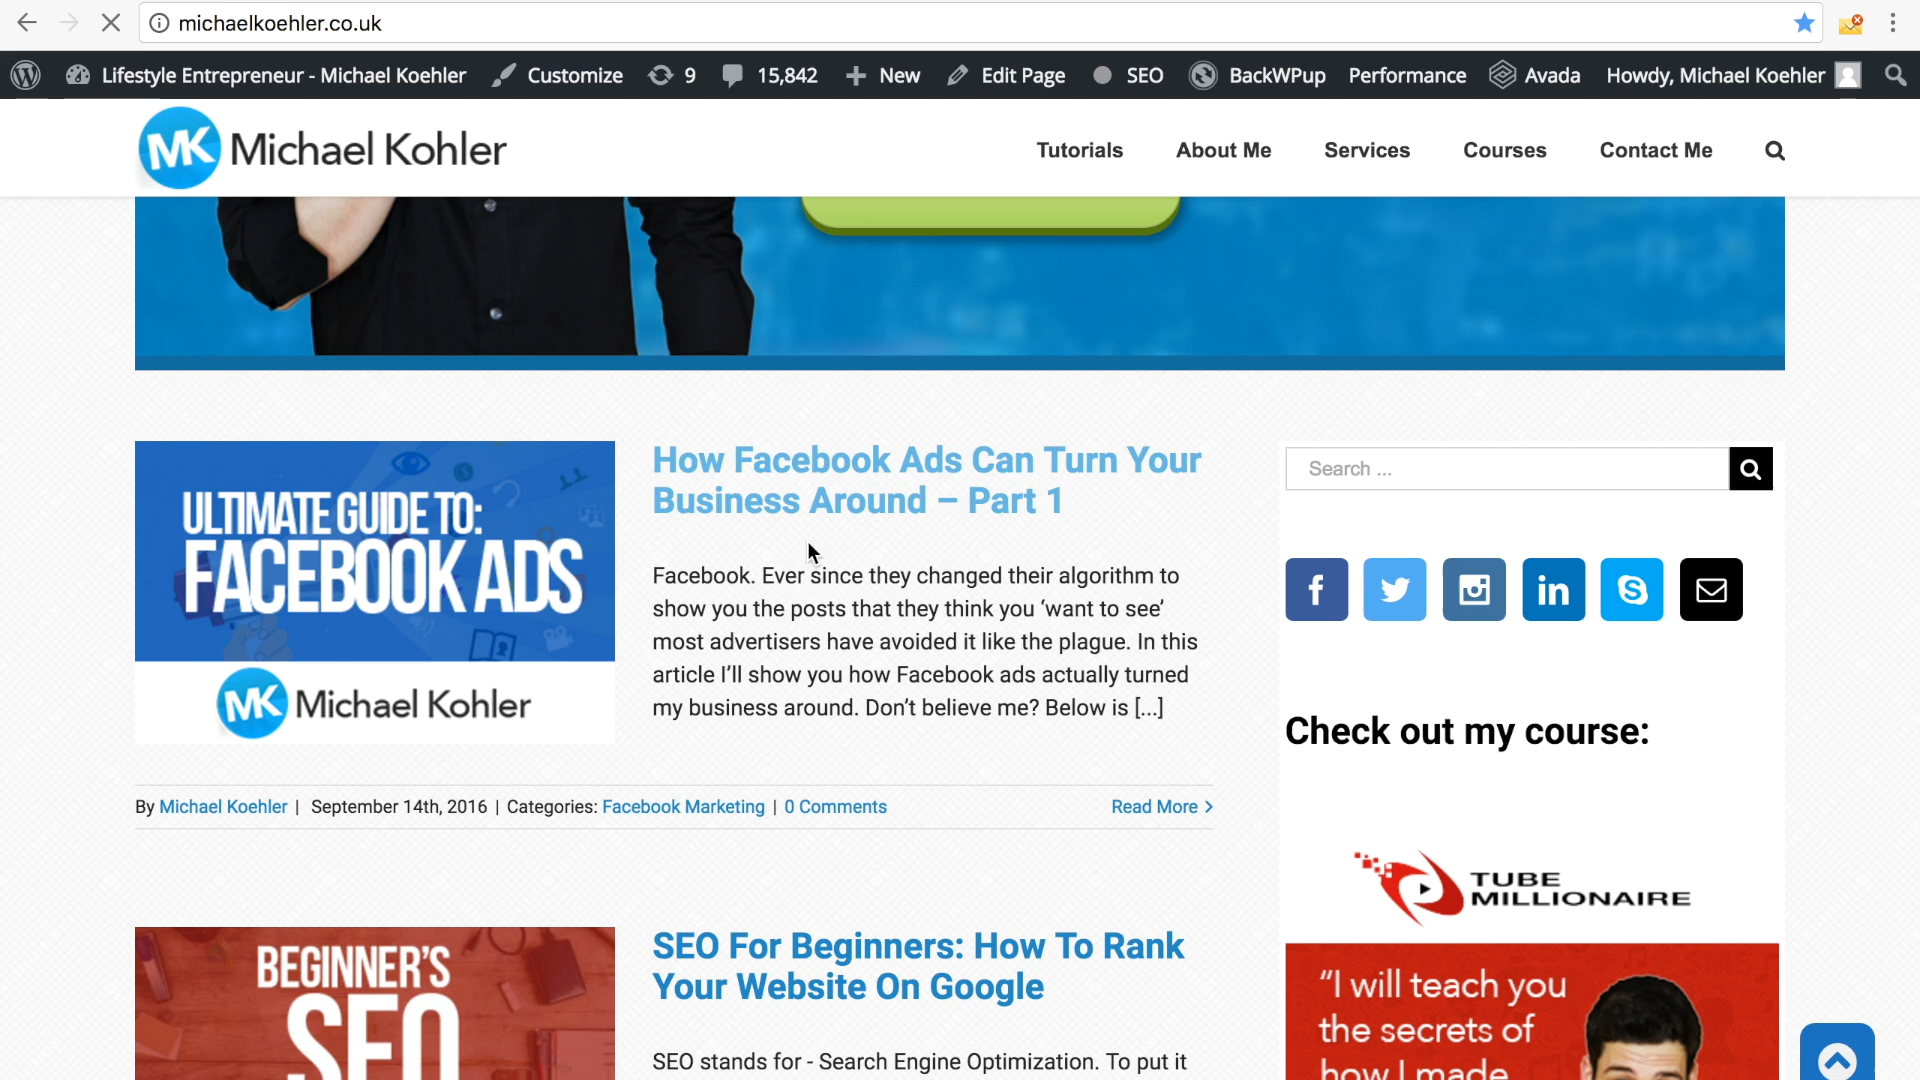 michaelkoehler.co.uk
Lifestyle Entrepreneur - Michael Koehler Customize 9 15,842 New Edit Page SEO BackWPup Performance Avada Howdy, Michael Koehler
MK Michael Kohler
Tutorials About Me Services Courses Contact Me
ULTIMATE GUIDE TO:
FACEBOOK ADS
MK Michael Kohler
How Facebook Ads Can Turn Your
Business Around – Part 1
Facebook. Ever since they changed their algorithm to
show you the posts that they think you ‘want to see’
most advertisers have avoided it like the plague. In this
article I’ll show you how Facebook ads actually turned
my business around. Don’t believe me? Below is [...]
By Michael Koehler | September 14th, 2016 | Categories: Facebook Marketing | 0 Comments
Read More
BEGINNER'S
SEO
SEO For Beginners: How To Rank
Your Website On Google
SEO stands for - Search Engine Optimization. To put it
Search ...
Check out my course:
TUBE
MILLIONAIRE
“I will teach you
the secrets of
how I made